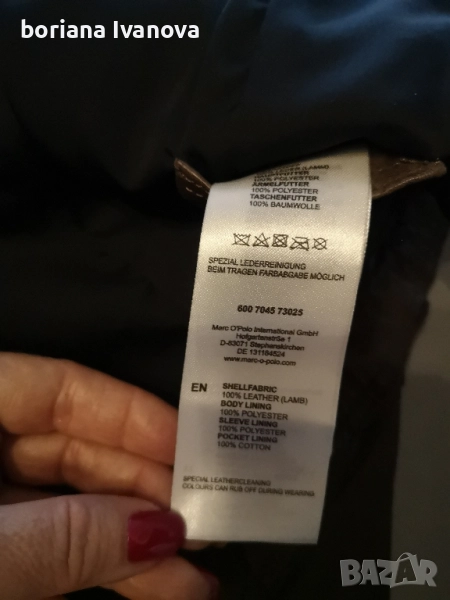 boriana Ivanova
100% POLYESTER
ÄRMELFUTTER
100% POLYESTER
TASCHENFUTTER
100% BAUMWOLLE
SPEZIAL LEDERREINIGUNG
BEIM TRAGEN FARBABGABE MÖGLICH
600 7045 73025
Marc O'Polo International GmbH
Hofgartenstraße 1
D-83071 Stephanskirchen
DE 131184524
www.marc-o-polo.com
EN SHELLFABRIC
100% LEATHER (LAMB)
BODY LINING
100% POLYESTER
SLEEVE LINING
100% POLYESTER
POCKET LINING
100% COTTON
SPECIAL LEATHERCLEANING
COLOURS CAN RUB OFF DURING WEARING
BAZAR